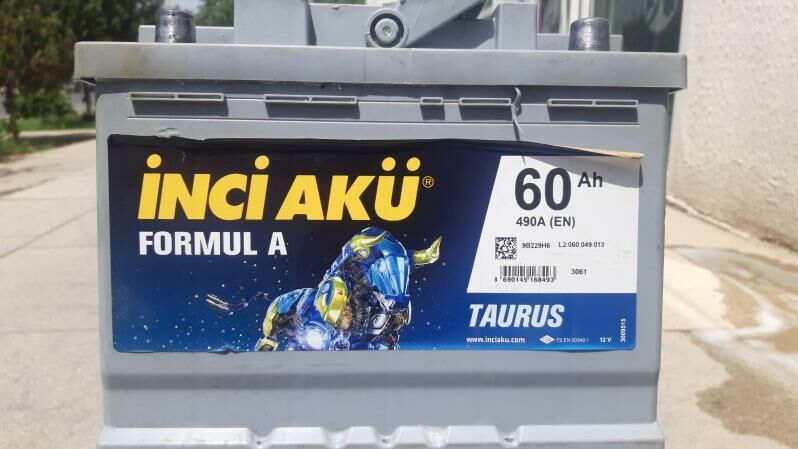 İNCİ AKÜ®
FORMUL A
60 Ah
490A (EN)
9B229H6 L2 060 049 013
3061
8 690145 168493
TAURUS
www.inciaku.com TS EN 50342-1 12 V
3009515